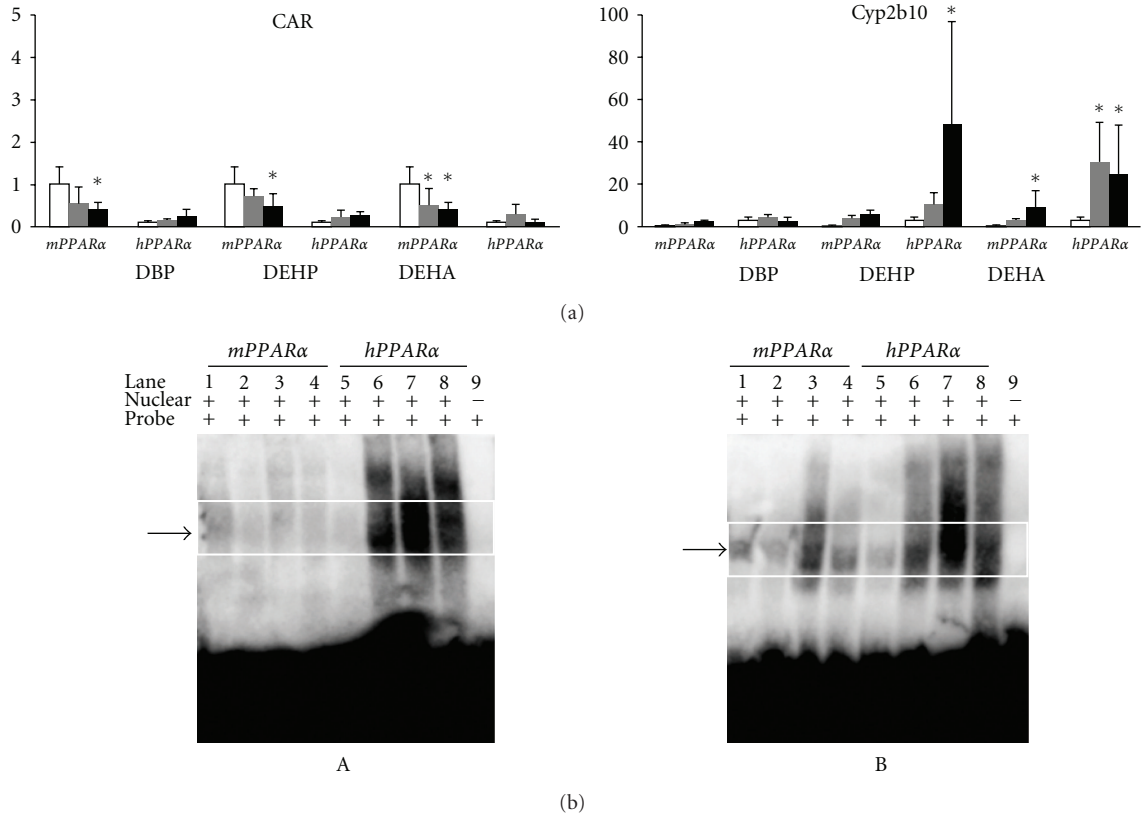 CAR
5
4
3
2
1
0
* * * *
mPPARα hPPARα mPPARα hPPARα mPPARα hPPARα
DBP DEHP DEHA
Cyp2b10
100
80
60
40
20
0
* * * *
mPPARα hPPARα mPPARα hPPARα mPPARα hPPARα
DBP DEHP DEHA
(a)
mPPARα hPPARα
Lane 1 2 3 4 5 6 7 8 9
Nuclear + + + + + + + + −
Probe + + + + + + + + +
A
mPPARα hPPARα
1 2 3 4 5 6 7 8 9
+ + + + + + + + −
+ + + + + + + + +
B
(b)